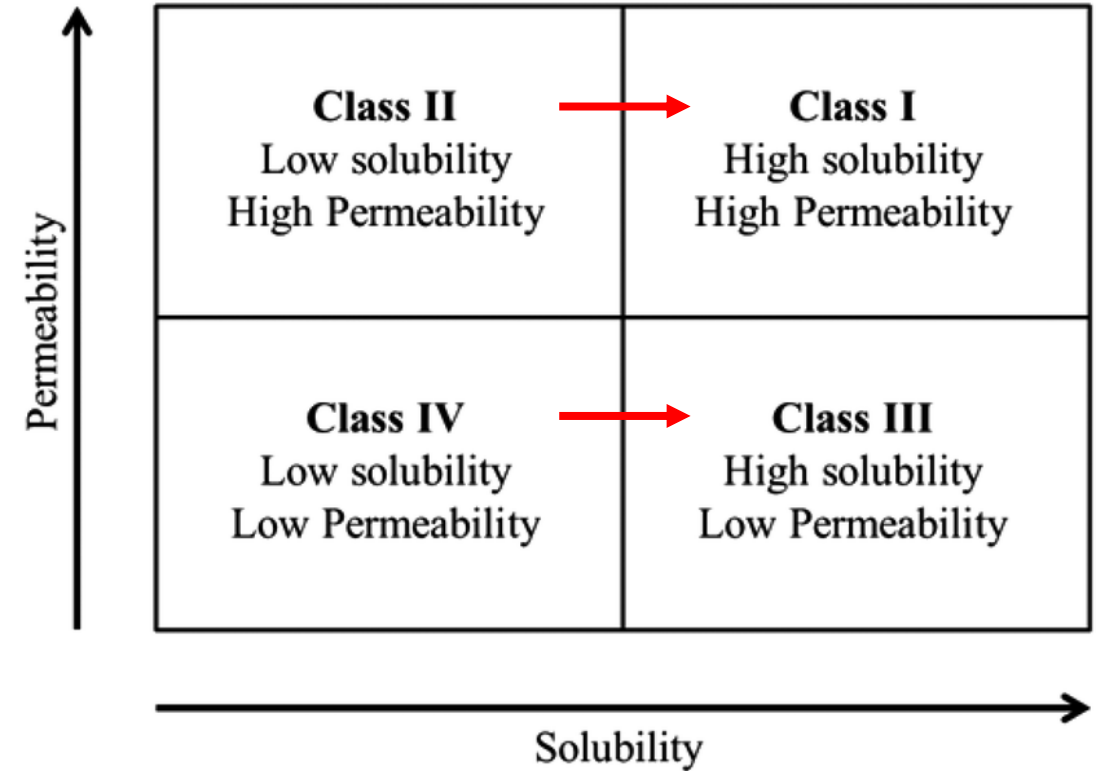 Permeability
Class II
Low solubility
High Permeability
Class I
High solubility
High Permeability
Class IV
Low solubility
Low Permeability
Class III
High solubility
Low Permeability
Solubility